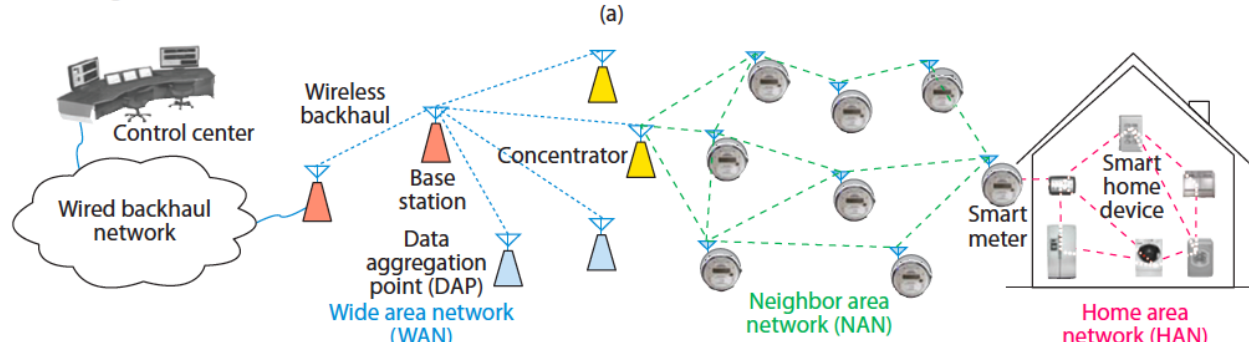 (a)
Control center
Wired backhaul
network
Wireless
backhaul
Base
station
Concentrator
Data
aggregation
point (DAP)
Wide area network
(WAN)
Neighbor area
network (NAN)
Smart
meter
Smart
home
device
Home area
network (HAN)